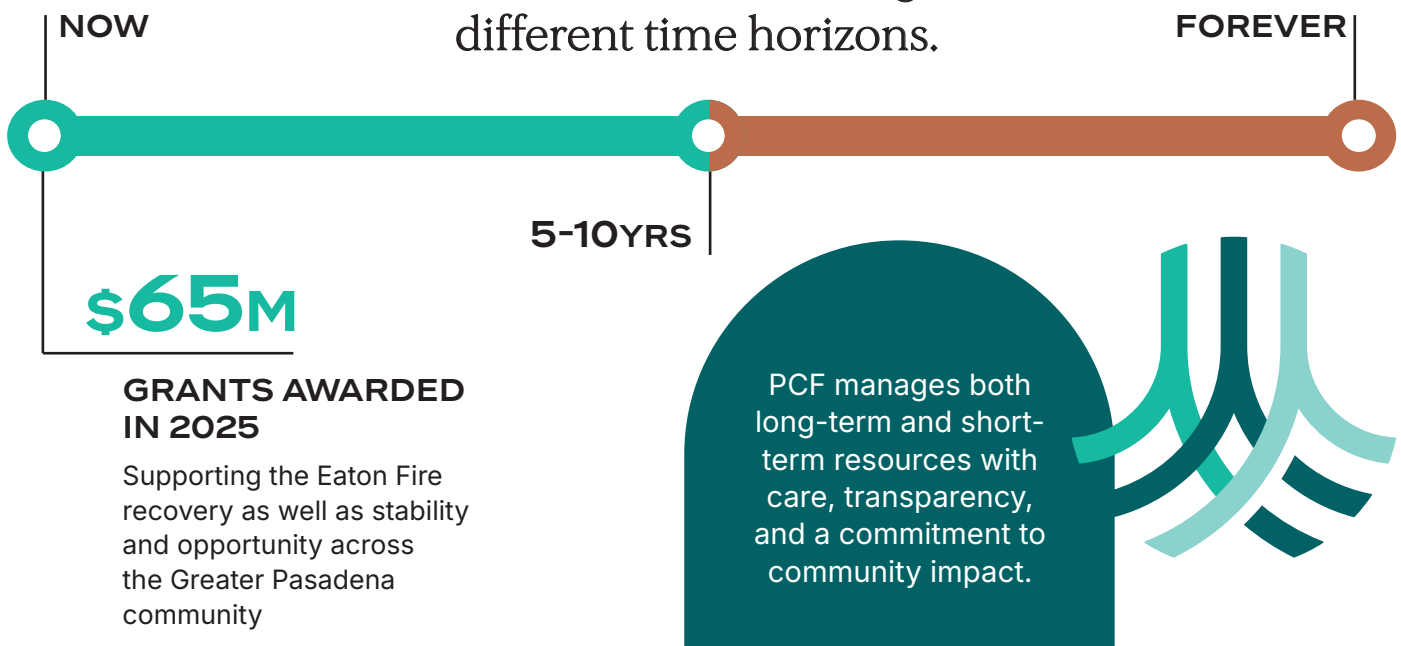 NOW
different time horizons.
FOREVER
5-10YRS
$65M
GRANTS AWARDED
IN 2025
Supporting the Eaton Fire
recovery as well as stability
and opportunity across
the Greater Pasadena
community
PCF manages both
long-term and short-
term resources with
care, transparency,
and a commitment to
community impact.